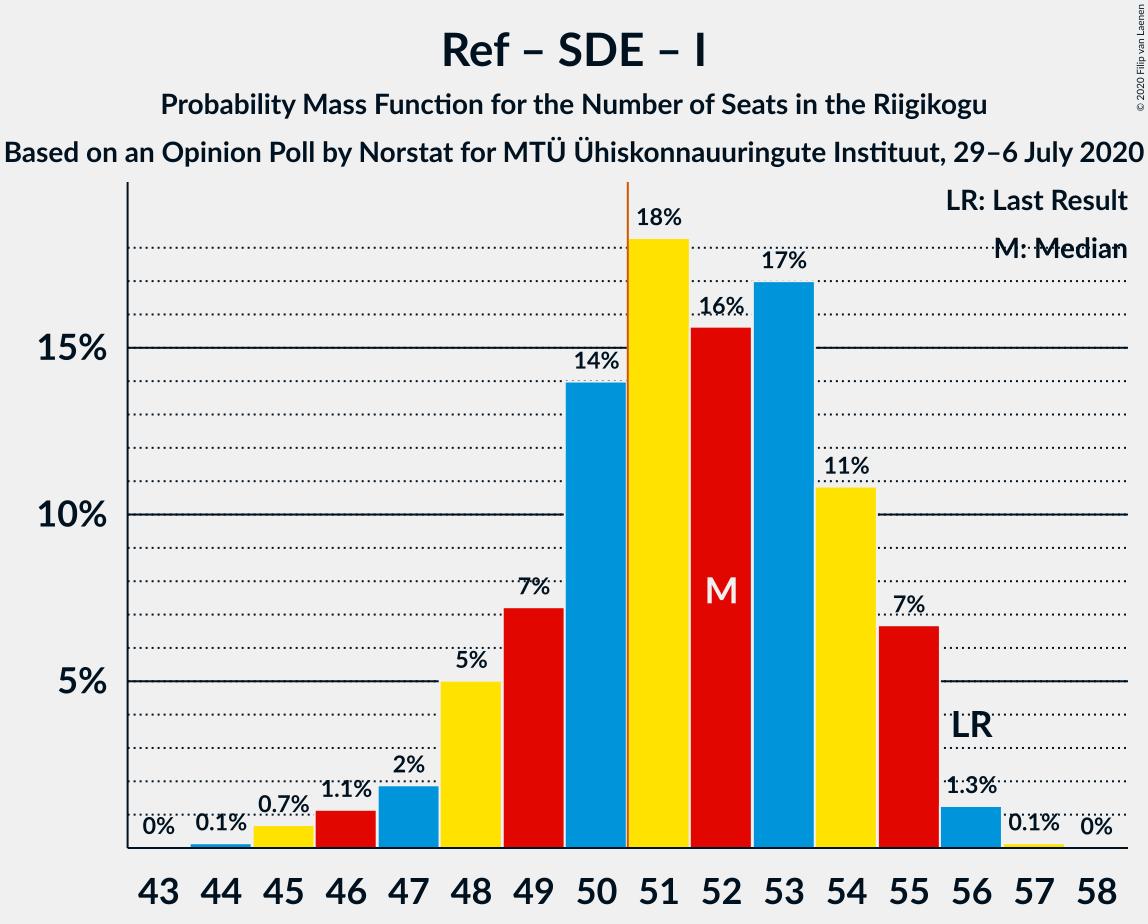 Ref – SDE – I
Probability Mass Function for the Number of Seats in the Riigikogu
Based on an Opinion Poll by Norstat for MTÜ Ühiskonnauuringute Instituut, 29–6 July 2020
© 2020 Filip van Laenen
LR: Last Result
M: Median
15%
10%
5%
0%
0.1%
0.7%
1.1%
2%
5%
7%
14%
18%
16%
17%
11%
7%
1.3%
0.1%
0%
M
LR
43 44 45 46 47 48 49 50 51 52 53 54 55 56 57 58